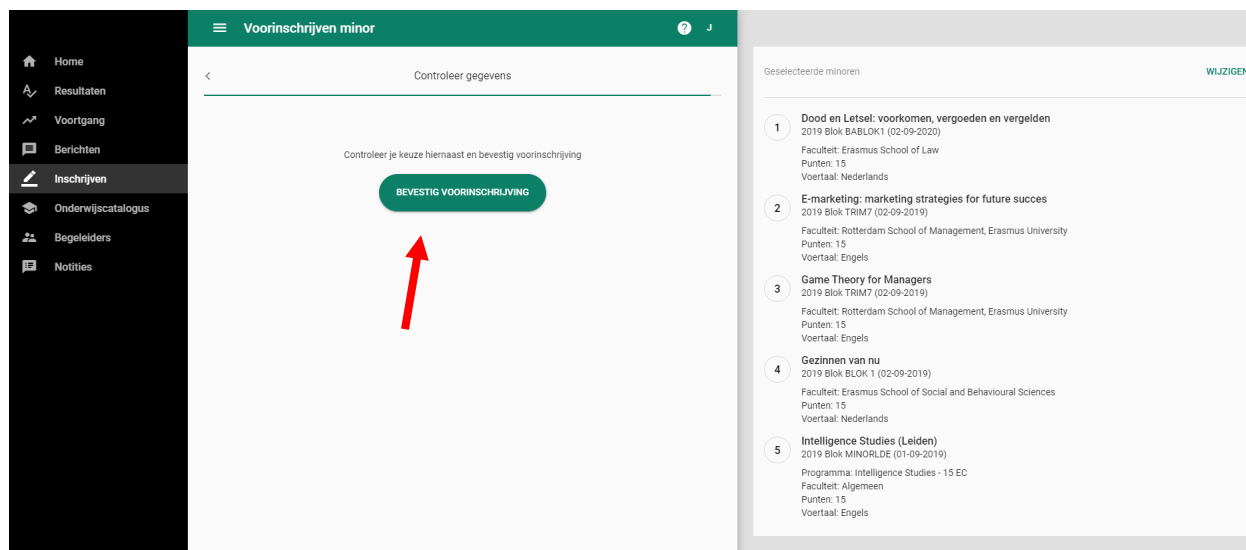 Voorinschrijven minor
?
J
Home
Resultaten
Voortgang
Berichten
Inschrijven
Onderwijscatalogus
Begeleiders
Notities
Controleer gegevens
Controleer je keuze hiernaast en bevestig voorinschrijving
BEVESTIG VOORINSCHRIJVING
Geselecteerde minoren
WIJZIGEN
1
Dood en Letsel: voorkomen, vergoeden en vergelden
2019 Blok BABLOK1 (02-09-2020)
Faculteit: Erasmus School of Law
Punten: 15
Voertaal: Nederlands
2
E-marketing: marketing strategies for future succes
2019 Blok TRIM7 (02-09-2019)
Faculteit: Rotterdam School of Management, Erasmus University
Punten: 15
Voertaal: Engels
3
Game Theory for Managers
2019 Blok TRIM7 (02-09-2019)
Faculteit: Rotterdam School of Management, Erasmus University
Punten: 15
Voertaal: Engels
4
Gezinnen van nu
2019 Blok BLOK 1 (02-09-2019)
Faculteit: Erasmus School of Social and Behavioural Sciences
Punten: 15
Voertaal: Nederlands
5
Intelligence Studies (Leiden)
2019 Blok MINORLDE (01-09-2019)
Programma: Intelligence Studies - 15 EC
Faculteit: Algemeen
Punten: 15
Voertaal: Engels